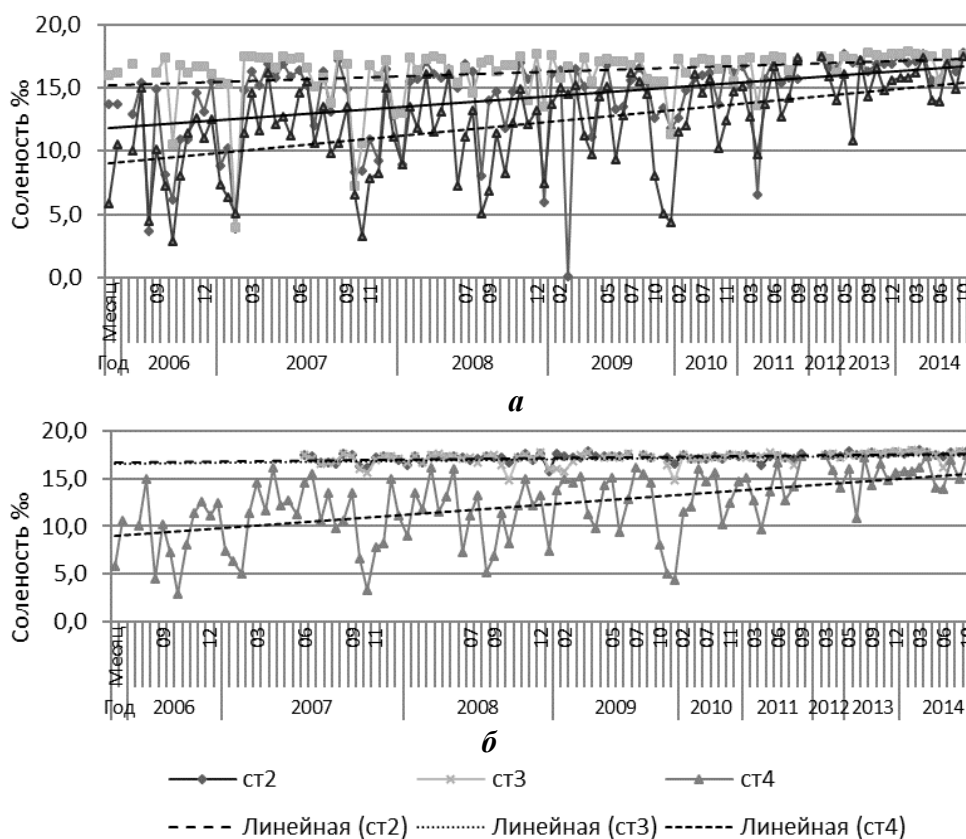 20,0
15,0
10,0
5,0
0,0
Соленость ‰
Месяц
09 12 03 06 09 11 07 09 12 02 05 07 10 02 07 11 03 06 09 03 05 09 12 03 06 10
Год 2006 2007 2008 2009 2010 2011 2012 2013 2014
а
20,0
15,0
10,0
5,0
0,0
Соленость ‰
Месяц
09 12 03 06 09 11 07 09 12 02 05 07 10 02 07 11 03 06 09 03 05 09 12 03 06 10
Год 2006 2007 2008 2009 2010 2011 2012 2013 2014
б
ст2 ст3 ст4
Линейная (ст2) Линейная (ст3) Линейная (ст4)